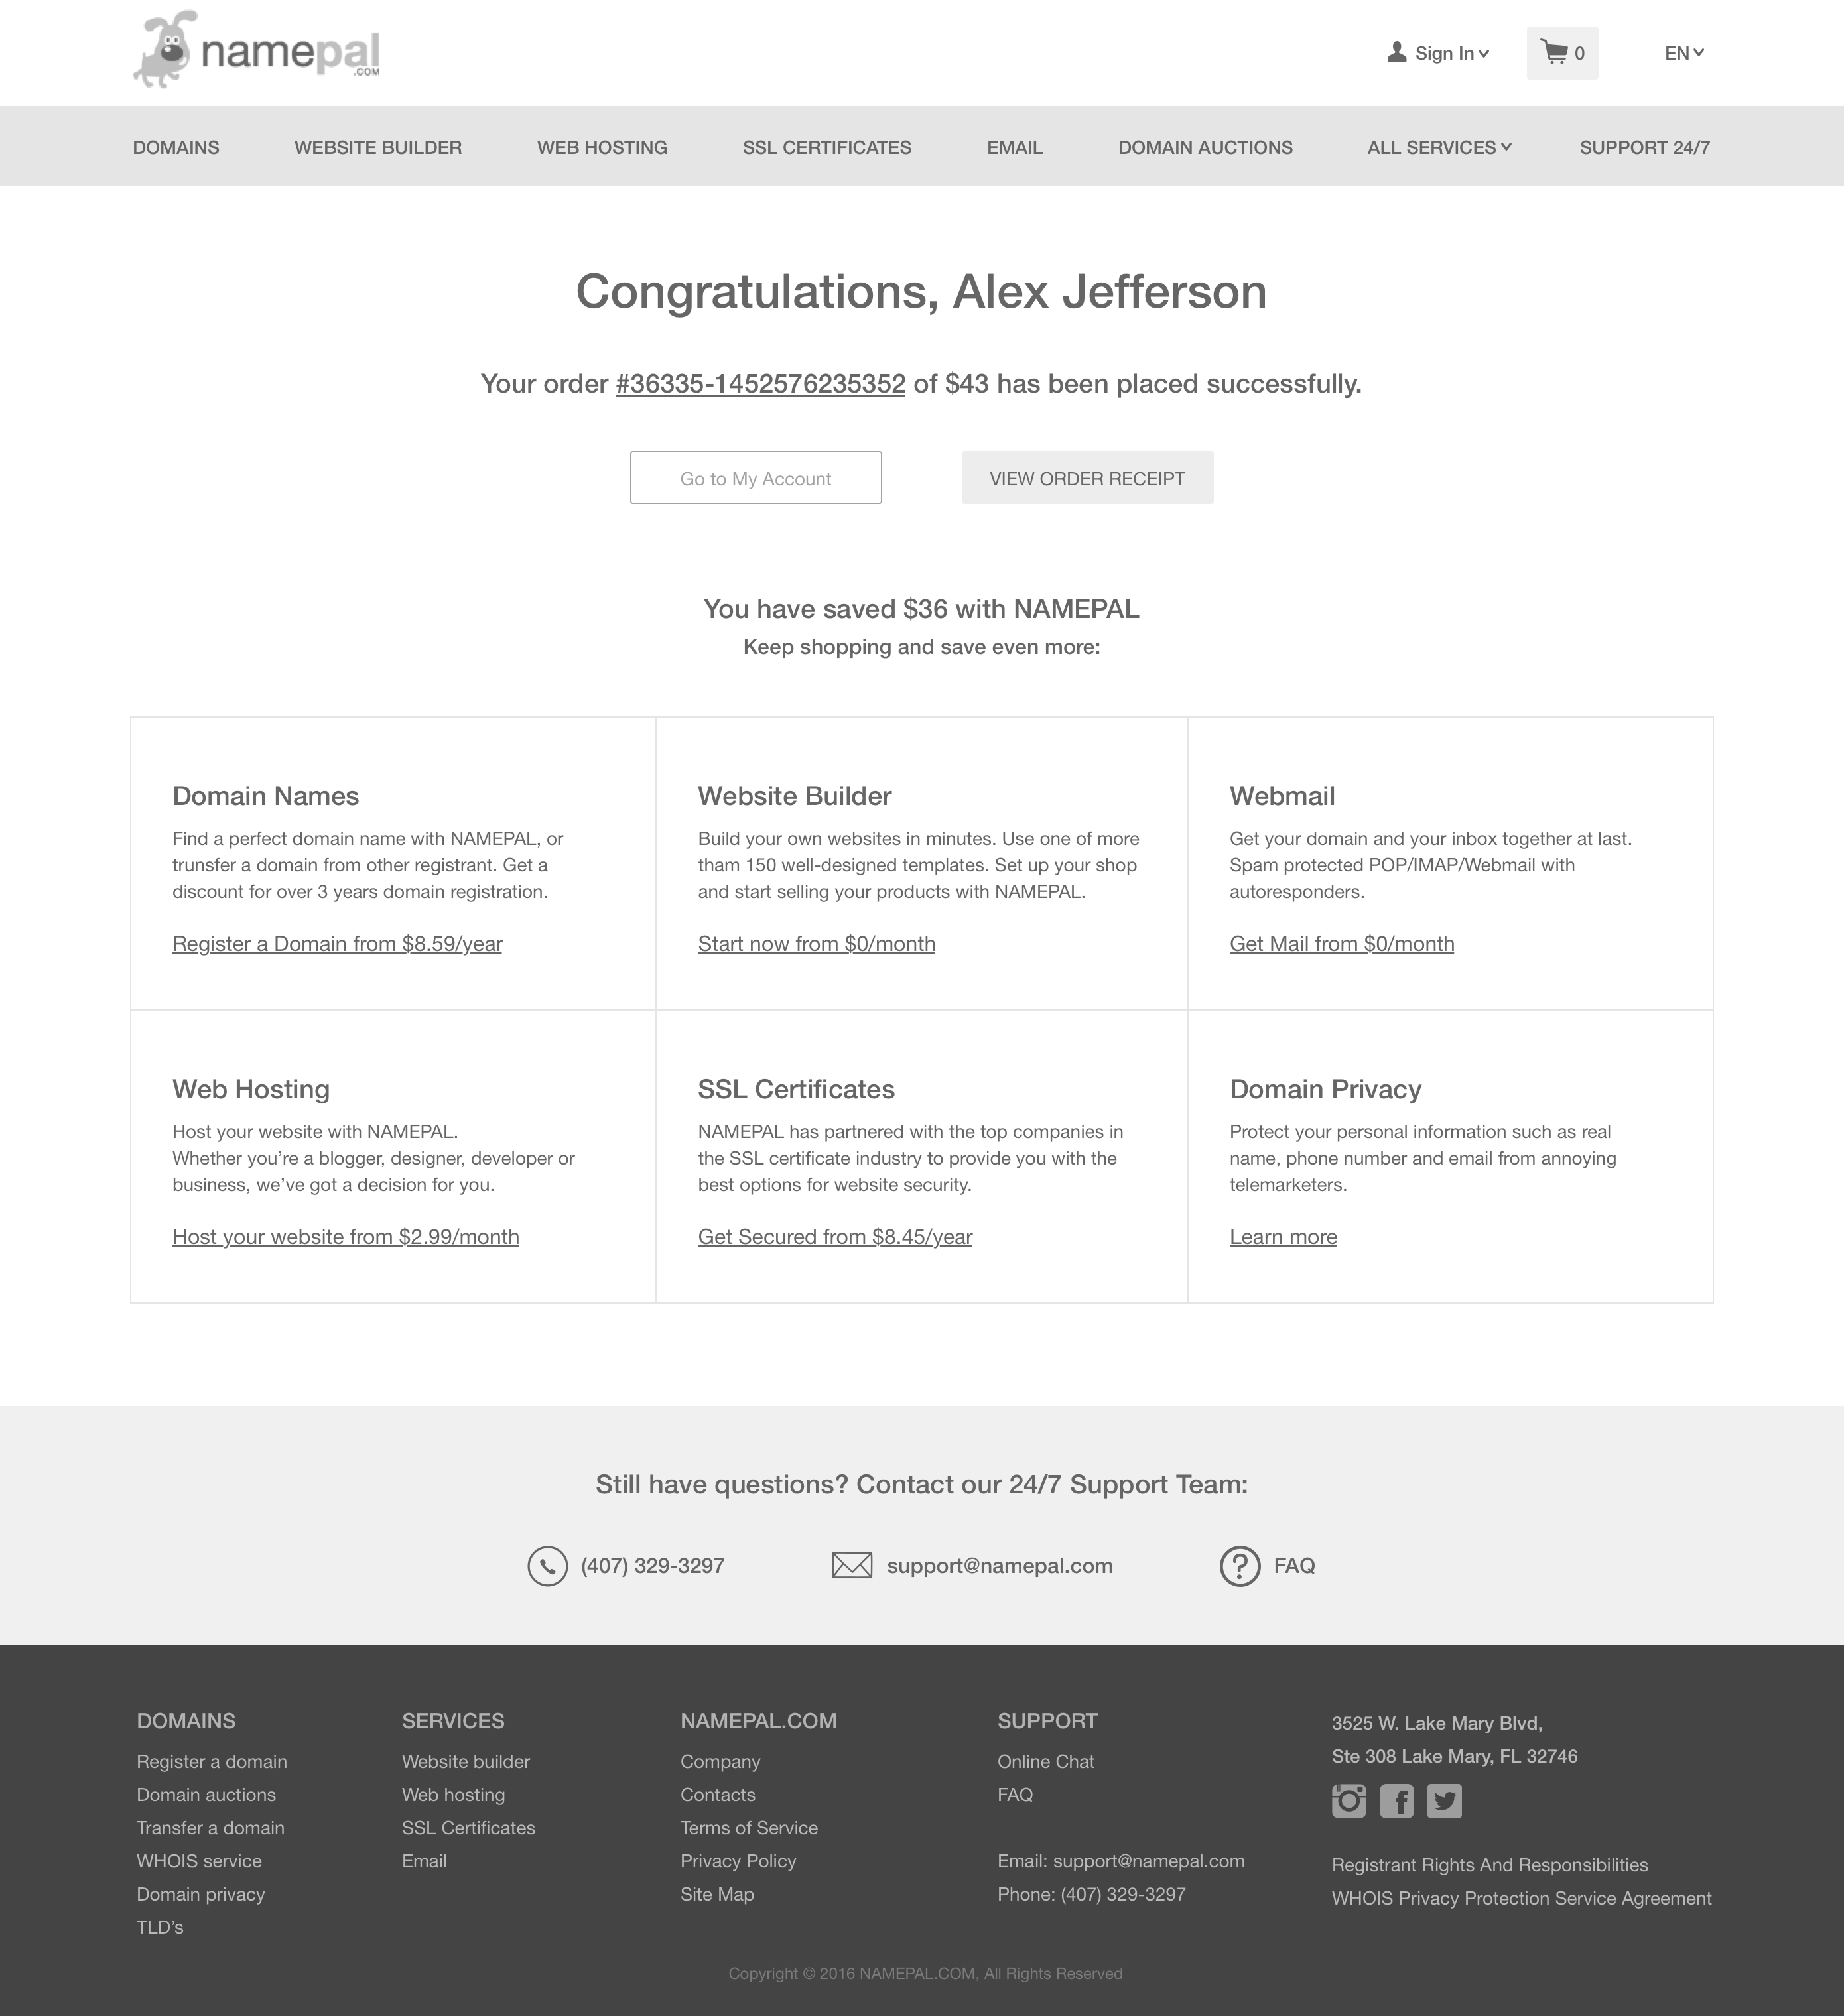 namepal
.COM
Sign In
0
EN
DOMAINS
WEBSITE BUILDER
WEB HOSTING
SSL CERTIFICATES
EMAIL
DOMAIN AUCTIONS
ALL SERVICES
SUPPORT 24/7
Congratulations, Alex Jefferson
Your order #36335-1452576235352 of $43 has been placed successfully.
Go to My Account
VIEW ORDER RECEIPT
You have saved $36 with NAMEPAL
Keep shopping and save even more:
Domain Names
Find a perfect domain name with NAMEPAL, or
trunsfer a domain from other registrant. Get a
discount for over 3 years domain registration.
Register a Domain from $8.59/year
Website Builder
Build your own websites in minutes. Use one of more
tham 150 well-designed templates. Set up your shop
and start selling your products with NAMEPAL.
Start now from $0/month
Webmail
Get your domain and your inbox together at last.
Spam protected POP/IMAP/Webmail with
autoresponders.
Get Mail from $0/month
Web Hosting
Host your website with NAMEPAL.
Whether you’re a blogger, designer, developer or
business, we’ve got a decision for you.
Host your website from $2.99/month
SSL Certificates
NAMEPAL has partnered with the top companies in
the SSL certificate industry to provide you with the
best options for website security.
Get Secured from $8.45/year
Domain Privacy
Protect your personal information such as real
name, phone number and email from annoying
telemarketers.
Learn more
Still have questions? Contact our 24/7 Support Team:
(407) 329-3297
support@namepal.com
FAQ
DOMAINS
Register a domain
Domain auctions
Transfer a domain
WHOIS service
Domain privacy
TLD’s
SERVICES
Website builder
Web hosting
SSL Certificates
Email
NAMEPAL.COM
Company
Contacts
Terms of Service
Privacy Policy
Site Map
SUPPORT
Online Chat
FAQ
Email: support@namepal.com
Phone: (407) 329-3297
3525 W. Lake Mary Blvd,
Ste 308 Lake Mary, FL 32746
Registrant Rights And Responsibilities
WHOIS Privacy Protection Service Agreement
Copyright © 2016 NAMEPAL.COM, All Rights Reserved